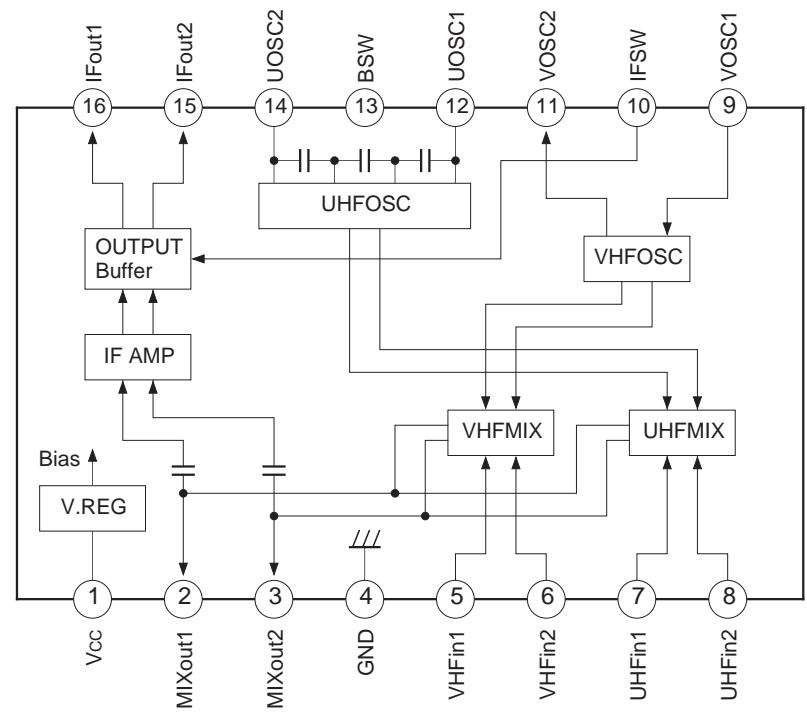 IFout1
IFout2
UOSC2
BSW
UOSC1
VOSC2
IFSW
VOSC1
16
15
14
13
12
11
10
9
UHFOSC
OUTPUT
Buffer
VHFOSC
IF AMP
VHFMIX
UHFMIX
Bias
V.REG
1
2
3
4
5
6
7
8
Vcc
MIXout1
MIXout2
GND
VHFin1
VHFin2
UHFin1
UHFin2